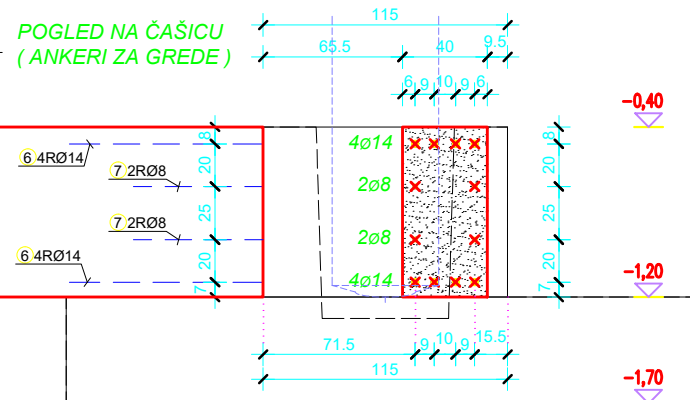 POGLED NA ČAŠICU
( ANKERI ZA GREDE )
115
65.5 40 9.5
6 9 10 9 6
-0,40
8 4Ø14 8
6 4RØ14
20 7 2RØ8 2Ø8 20
25 25
7 2RØ8 2Ø8
6 4RØ14 20 20
4Ø14
7 7
-1,20
71.5 9 10 9 15.5
115
-1,70